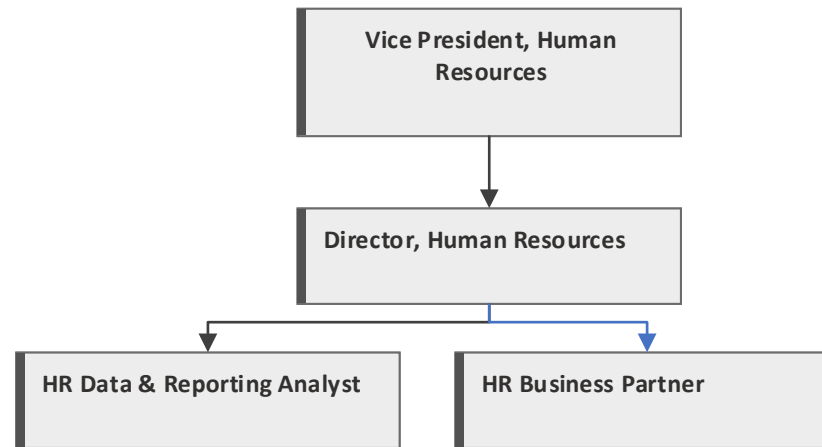 Vice President, Human
Resources
Director, Human Resources
HR Data & Reporting Analyst
HR Business Partner